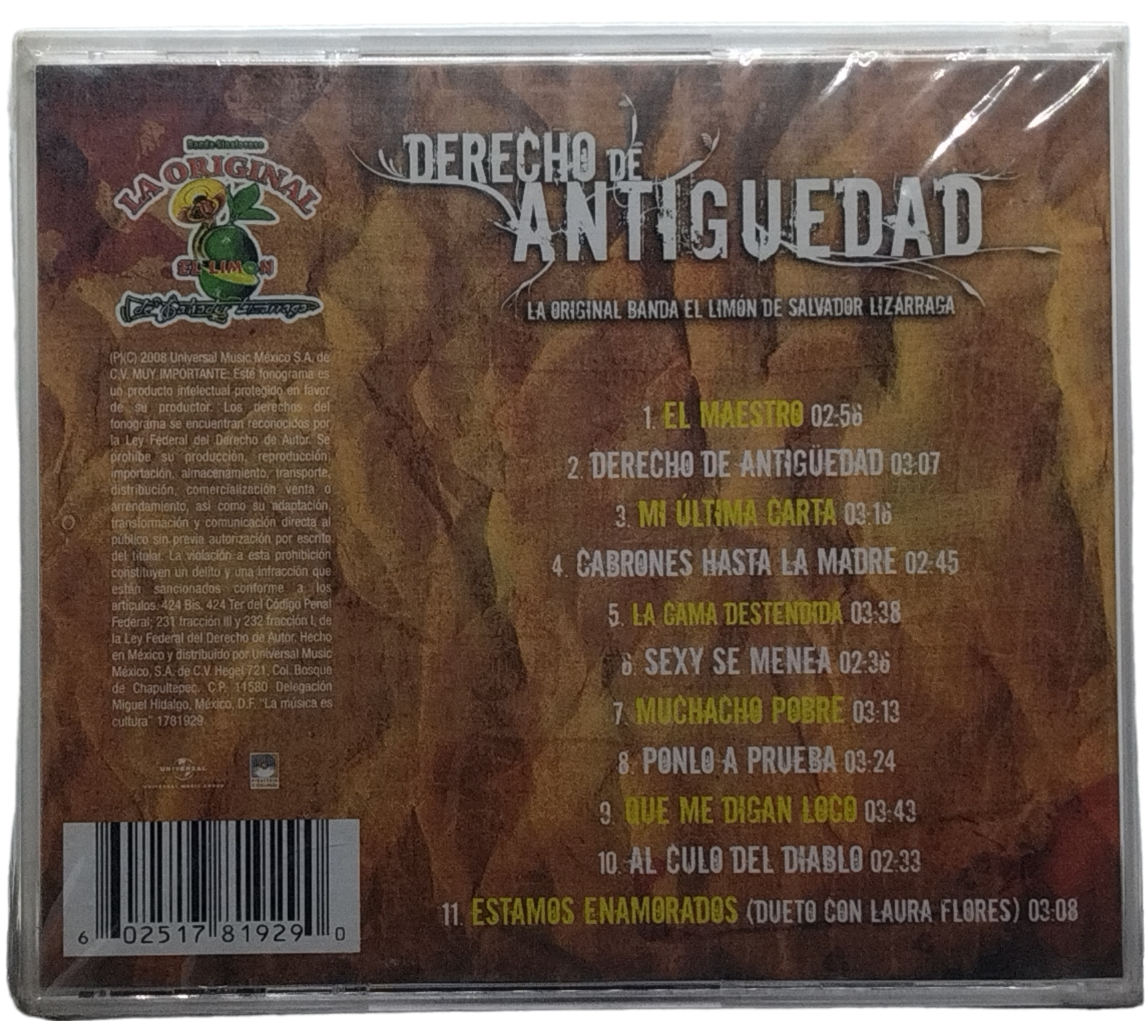 Banda Sinaloense
LA ORIGINAL
EL LIMÓN
de Salvador Lizárraga
DERECHO DE
ANTIGUEDAD
LA ORIGINAL BANDA EL LIMÓN DE SALVADOR LIZÁRRAGA
(P)(C) 2008 Universal Music México S.A. de
C.V. MUY IMPORTANTE: Este fonograma es
un producto intelectual protegido en favor
de su productor. Los derechos del
fonograma se encuentran reconocidos por
la Ley Federal del Derecho de Autor. Se
prohíbe su producción, reproducción,
importación, almacenamiento, transporte,
distribución, comercialización venta o
arrendamiento, así como su adaptación,
transformación y comunicación directa al
público sin previa autorización por escrito
del titular. La violación a esta prohibición
constituyen un delito y una infracción que
están sancionados conforme a los
artículos. 424 Bis, 424 Ter del Código Penal
Federal; 231 fracción III y 232 fracción I, de
la Ley Federal del Derecho de Autor. Hecho
en México y distribuido por Universal Music
México, S.A. de C.V. Hegel 721, Col. Bosque
de Chapultepec. C.P. 11580 Delegación
Miguel Hidalgo, México, D.F. "La música es
cultura" 1781929
UNIVERSAL
UNIVERSAL MUSIC GROUP
1. EL MAESTRO 02:56
2. DERECHO DE ANTIGÜEDAD 03:07
3. MI ÚLTIMA CARTA 03:16
4. CABRONES HASTA LA MADRE 02:45
5. LA CAMA DESTENDIDA 03:38
6. SEXY SE MENEA 02:36
7. MUCHACHO POBRE 03:13
8. PONLO A PRUEBA 03:24
9. QUE ME DIGAN LOCO 03:43
10. AL CULO DEL DIABLO 02:33
11. ESTAMOS ENAMORADOS (DUETO CON LAURA FLORES) 03:08
6 02517 81929 0